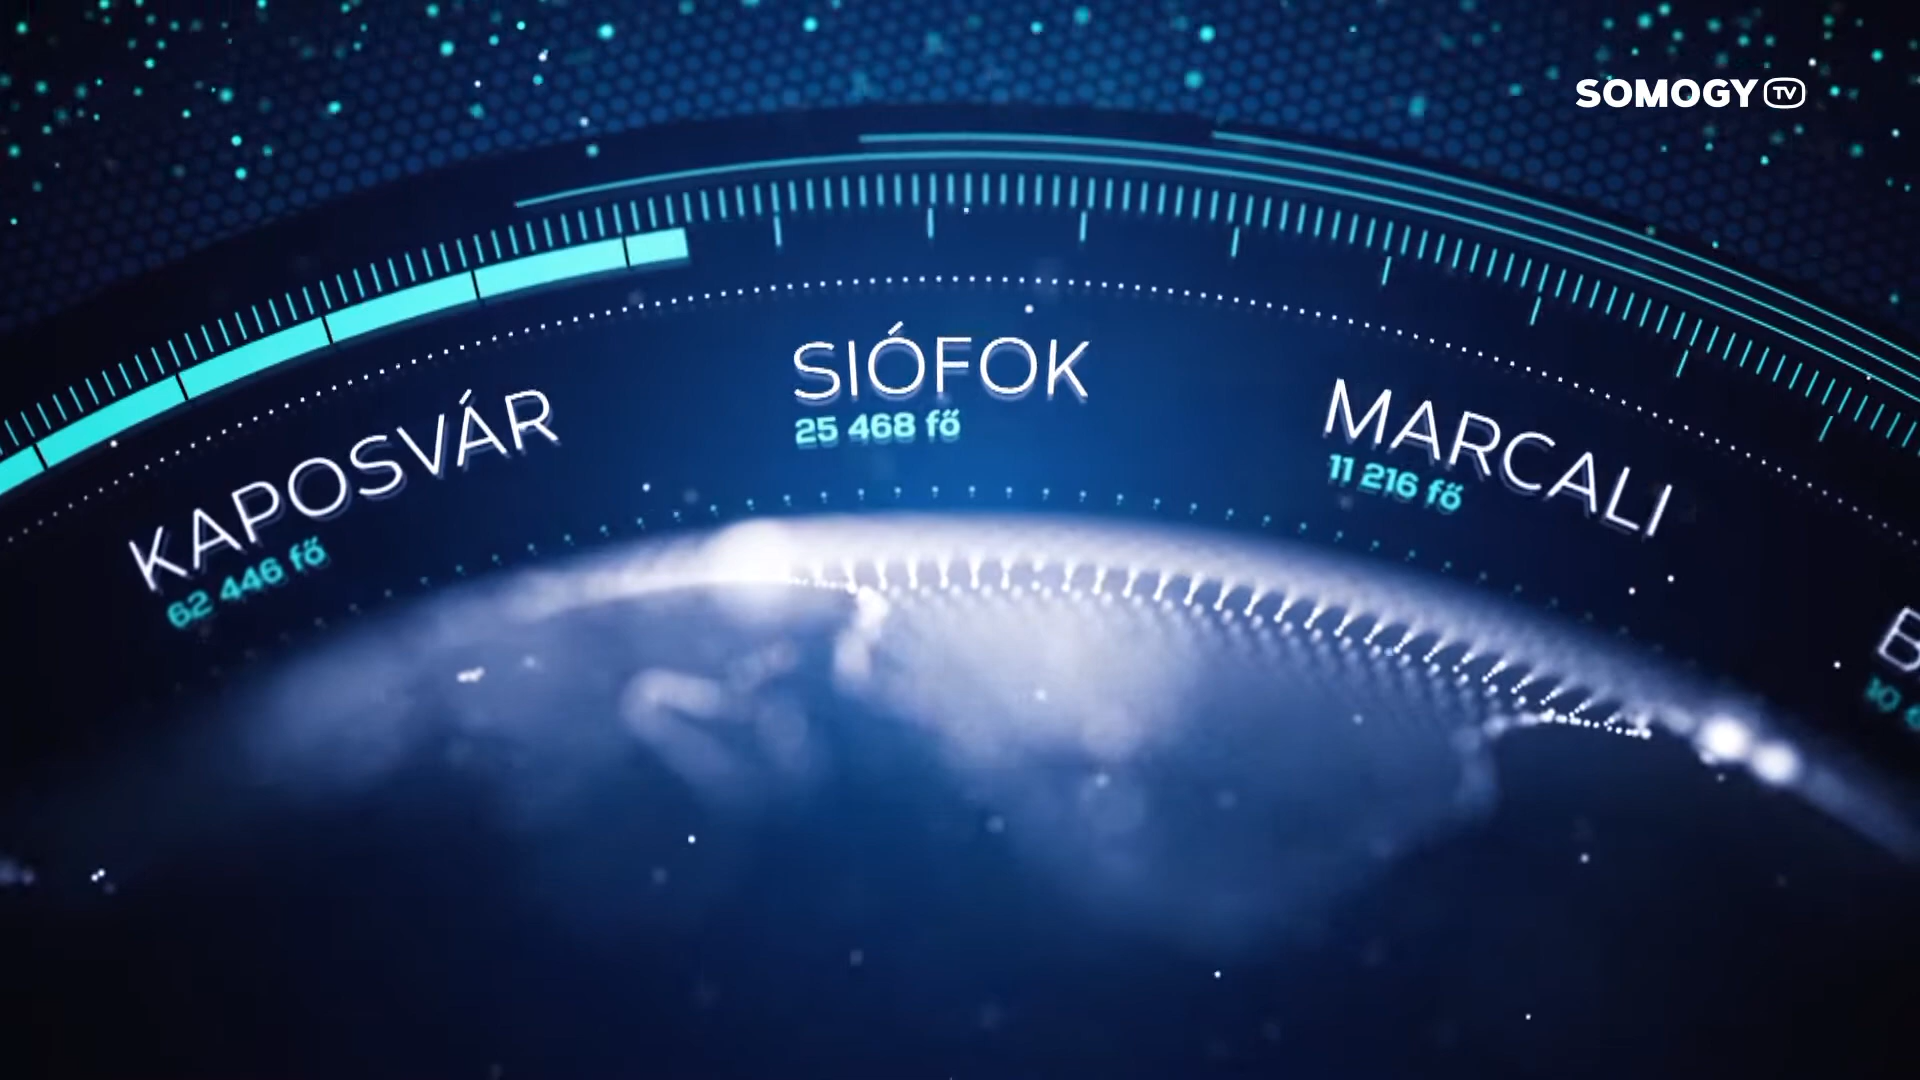 SOMOGY TV
KAPOSVÁR
62 446 fő
SIÓFOK
25 468 fő
MARCALI
11 216 fő